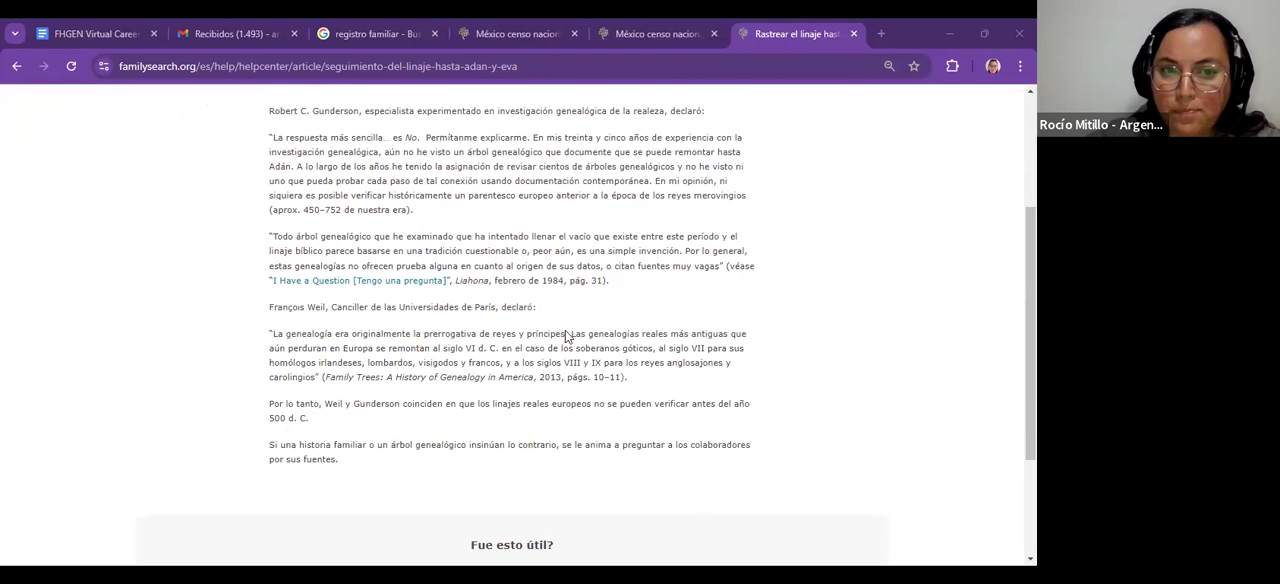 FHGEN Virtual Career
Recibidos (1.493) - ar
registro familiar - Bus
México censo nacion
México censo nacion
Rastrear el linaje hast
familysearch.org/es/help/helpcenter/article/seguimiento-del-linaje-hasta-adan-y-eva
Rocío Mitillo - Argen...
Robert C. Gunderson, especialista experimentado en investigación genealógica de la realeza, declaró:
“La respuesta más sencilla… es No. Permítanme explicarme. En mis treinta y cinco años de experiencia con la
investigación genealógica, aún no he visto un árbol genealógico que documente que se puede remontar hasta
Adán. A lo largo de los años he tenido la asignación de revisar cientos de árboles genealógicos y no he visto ni
uno que pueda probar cada paso de tal conexión usando documentación contemporánea. En mi opinión, ni
siquiera es posible verificar históricamente un parentesco europeo anterior a la época de los reyes merovingios
(aprox. 450–752 de nuestra era).
“Todo árbol genealógico que he examinado que ha intentado llenar el vacío que existe entre este período y el
linaje bíblico parece basarse en una tradición cuestionable o, peor aún, es una simple invención. Por lo general,
estas genealogías no ofrecen prueba alguna en cuanto al origen de sus datos, o citan fuentes muy vagas” (véase
“I Have a Question [Tengo una pregunta]”, Liahona, febrero de 1984, pág. 31).
François Weil, Canciller de las Universidades de París, declaró:
“La genealogía era originalmente la prerrogativa de reyes y príncipes. Las genealogías reales más antiguas que
aún perduran en Europa se remontan al siglo VI d. C. en el caso de los soberanos góticos, al siglo VII para sus
homólogos irlandeses, lombardos, visigodos y francos, y a los siglos VIII y IX para los reyes anglosajones y
carolingios” (Family Trees: A History of Genealogy in America, 2013, págs. 10–11).
Por lo tanto, Weil y Gunderson coinciden en que los linajes reales europeos no se pueden verificar antes del año
500 d. C.
Si una historia familiar o un árbol genealógico insinúan lo contrario, se le anima a preguntar a los colaboradores
por sus fuentes.
Fue esto útil?